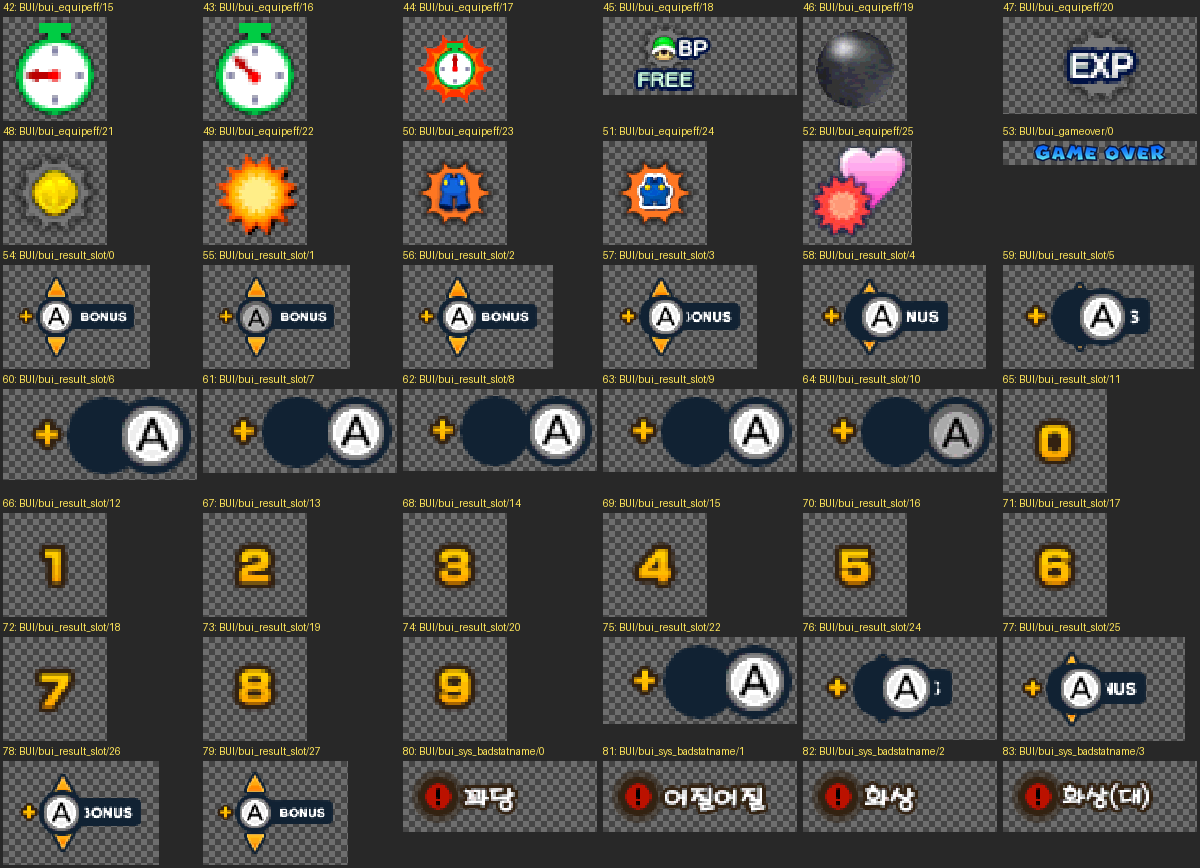 42: BUI/bui_equipeff/15
43: BUI/bui_equipeff/16
44: BUI/bui_equipeff/17
45: BUI/bui_equipeff/18
BP
FREE
46: BUI/bui_equipeff/19
47: BUI/bui_equipeff/20
EXP
48: BUI/bui_equipeff/21
49: BUI/bui_equipeff/22
50: BUI/bui_equipeff/23
51: BUI/bui_equipeff/24
52: BUI/bui_equipeff/25
53: BUI/bui_gameover/0
GAME OVER
54: BUI/bui_result_slot/0
+ A BONUS
55: BUI/bui_result_slot/1
+ A BONUS
56: BUI/bui_result_slot/2
+ A BONUS
57: BUI/bui_result_slot/3
+ A BONUS
58: BUI/bui_result_slot/4
+ A NUS
59: BUI/bui_result_slot/5
+ A S
60: BUI/bui_result_slot/6
+ A
61: BUI/bui_result_slot/7
+ A
62: BUI/bui_result_slot/8
+ A
63: BUI/bui_result_slot/9
+ A
64: BUI/bui_result_slot/10
+ A
65: BUI/bui_result_slot/11
0
66: BUI/bui_result_slot/12
1
67: BUI/bui_result_slot/13
2
68: BUI/bui_result_slot/14
3
69: BUI/bui_result_slot/15
4
70: BUI/bui_result_slot/16
5
71: BUI/bui_result_slot/17
6
72: BUI/bui_result_slot/18
7
73: BUI/bui_result_slot/19
8
74: BUI/bui_result_slot/20
9
75: BUI/bui_result_slot/22
+ A
76: BUI/bui_result_slot/24
+ A
77: BUI/bui_result_slot/25
+ A NUS
78: BUI/bui_result_slot/26
+ A BONUS
79: BUI/bui_result_slot/27
+ A BONUS
80: BUI/bui_sys_badstatname/0
! 꽈당
81: BUI/bui_sys_badstatname/1
! 어질어질
82: BUI/bui_sys_badstatname/2
! 화상
83: BUI/bui_sys_badstatname/3
! 화상(대)